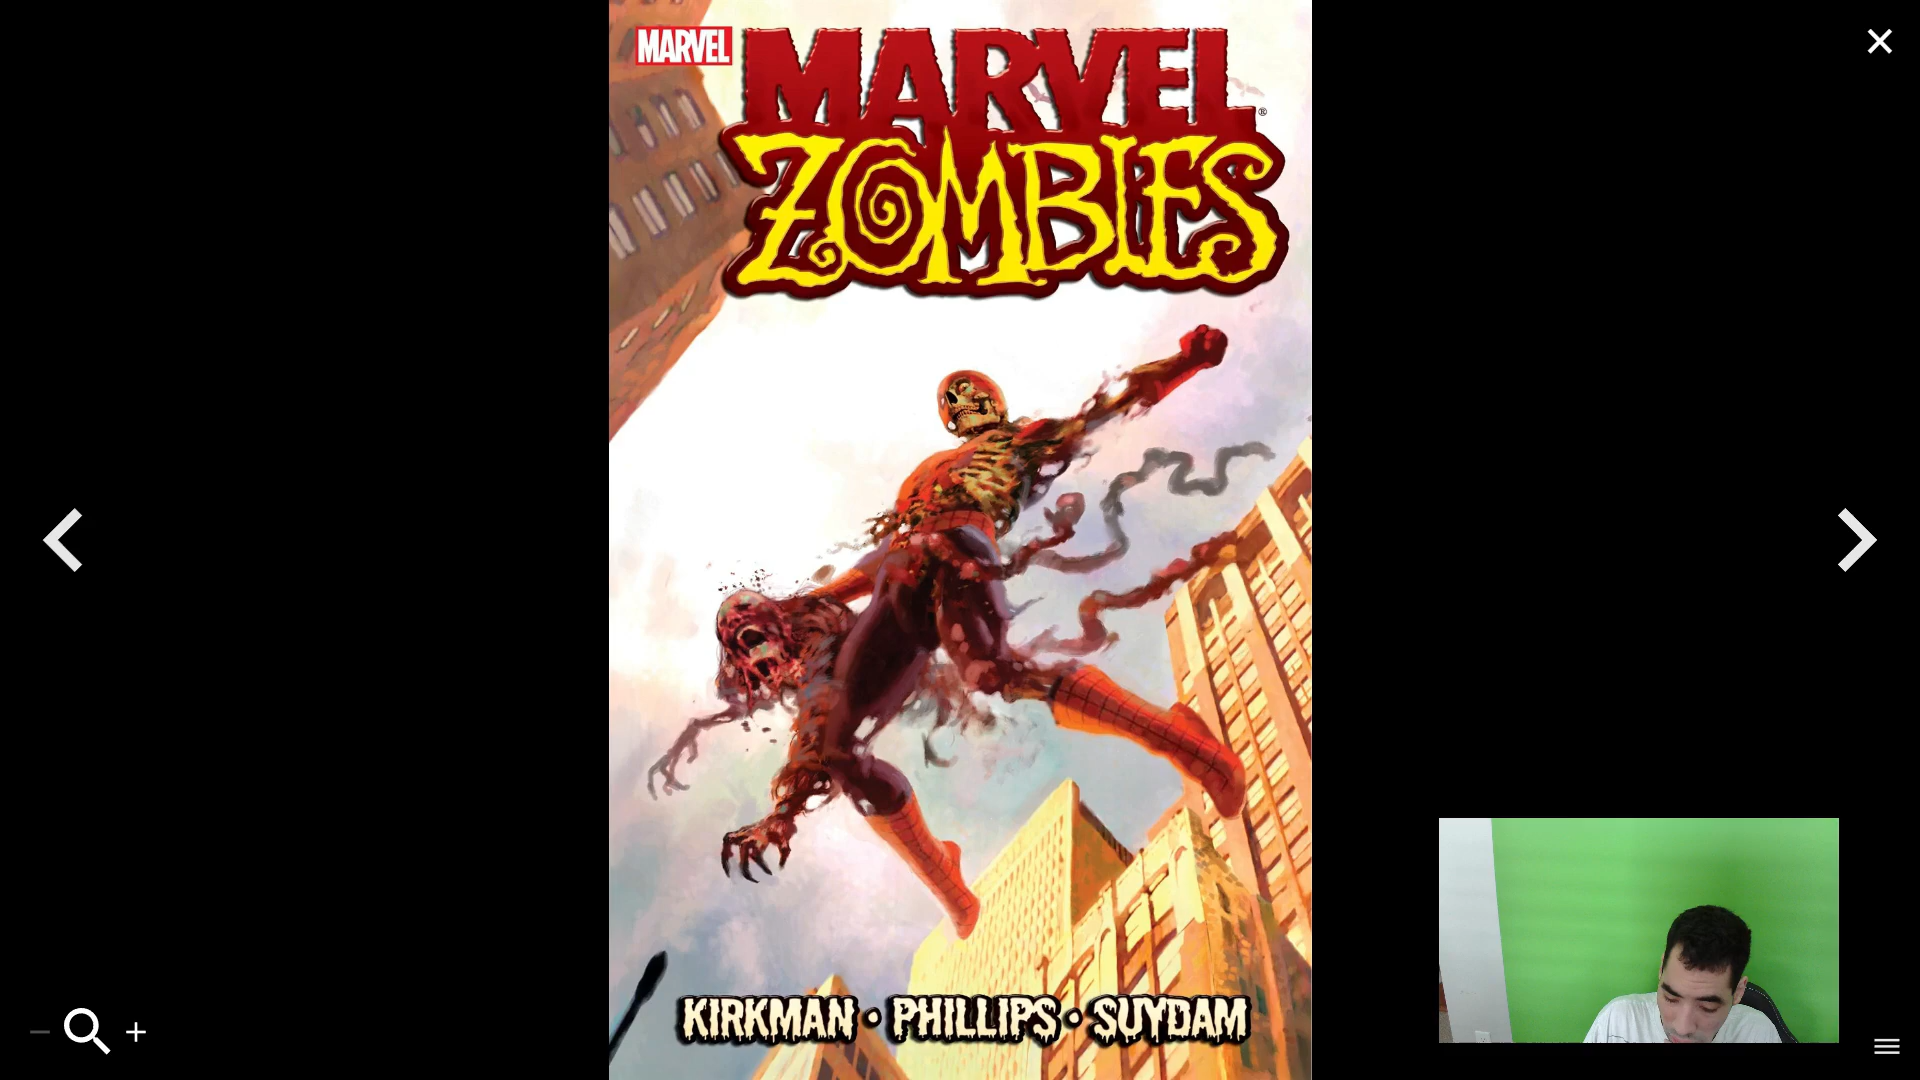 MARVEL
MARVEL®
ZOMBIES
KIRKMAN • PHILLIPS • SUYDAM